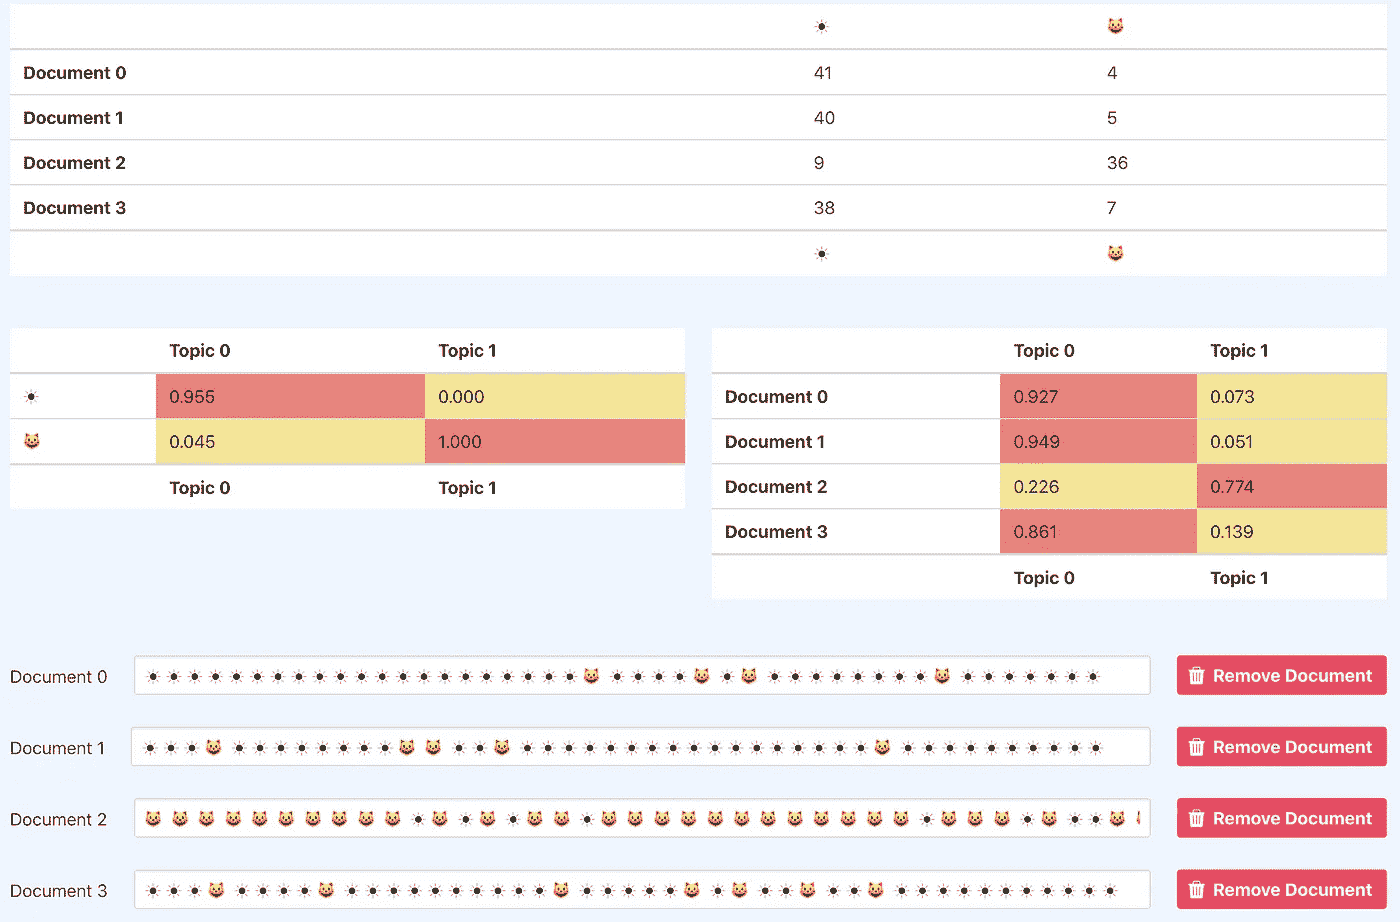 ☀ 😺
Document 0 41 4
Document 1 40 5
Document 2 9 36
Document 3 38 7
☀ 😺
Topic 0 Topic 1
☀ 0.955 0.000
😺 0.045 1.000
Topic 0 Topic 1
Topic 0 Topic 1
Document 0 0.927 0.073
Document 1 0.949 0.051
Document 2 0.226 0.774
Document 3 0.861 0.139
Topic 0 Topic 1
Document 0 Remove Document
Document 1 Remove Document
Document 2 Remove Document
Document 3 Remove Document